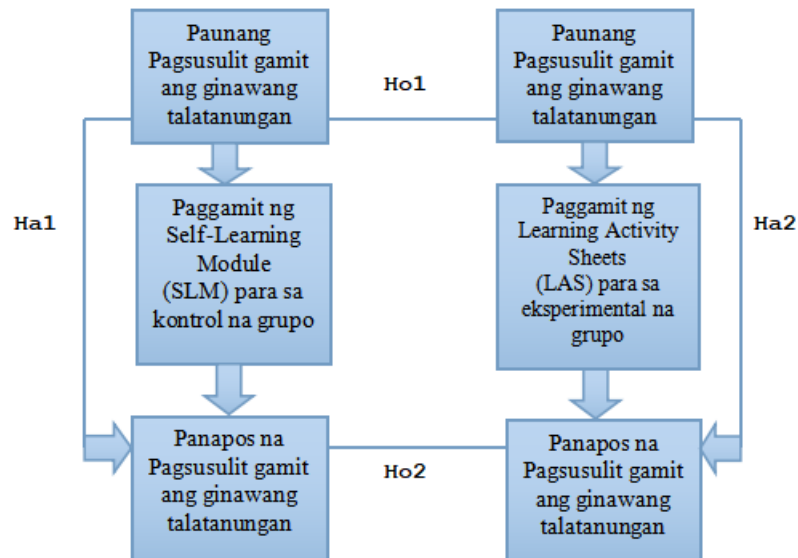 Paunang
Pagsusulit gamit
ang ginawang
talatanungan
Ho1
Paunang
Pagsusulit gamit
ang ginawang
talatanungan
Ha1
Paggamit ng
Self-Learning
Module
(SLM) para sa
kontrol na grupo
Paggamit ng
Learning Activity
Sheets
(LAS) para sa
eksperimental na
grupo
Ha2
Panapos na
Pagsusulit gamit
ang ginawang
talatanungan
Ho2
Panapos na
Pagsusulit gamit
ang ginawang
talatanungan